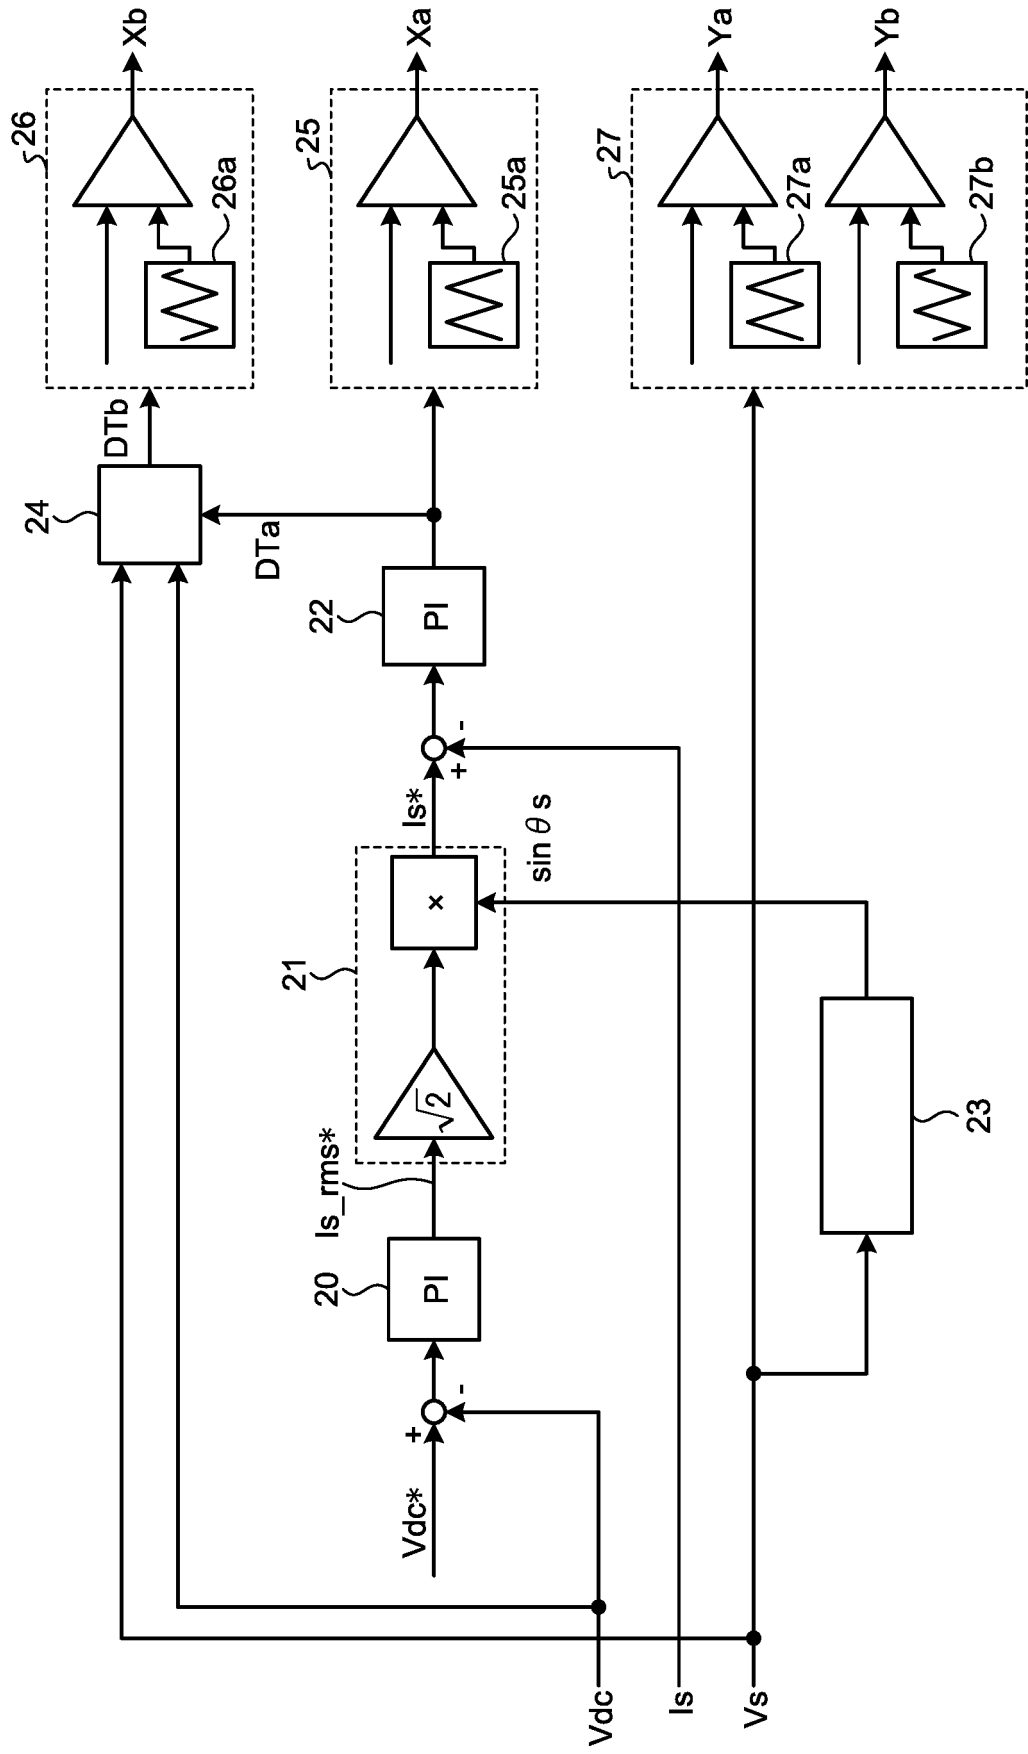 26
26a
Xb
DTb
24
25
25a
Xa
DTa
22
PI
+
-
Is*
×
sin θ s
21
√2
Is_rms*
20
PI
+
-
Vdc*
27
27a
Ya
27b
Yb
23
Vdc
Is
Vs